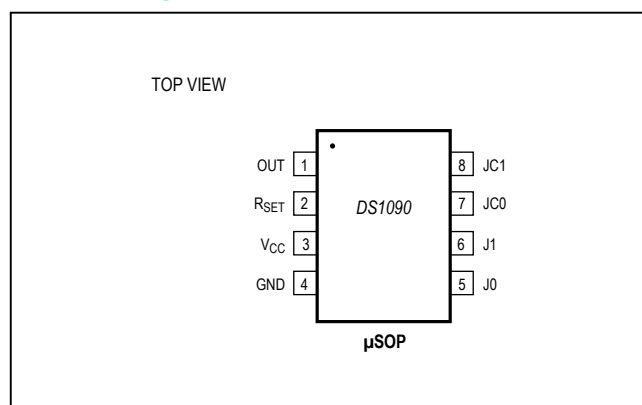 TOP VIEW
OUT 1 8 JC1
RSET 2 DS1090 7 JC0
VCC 3 6 J1
GND 4 5 J0
µSOP